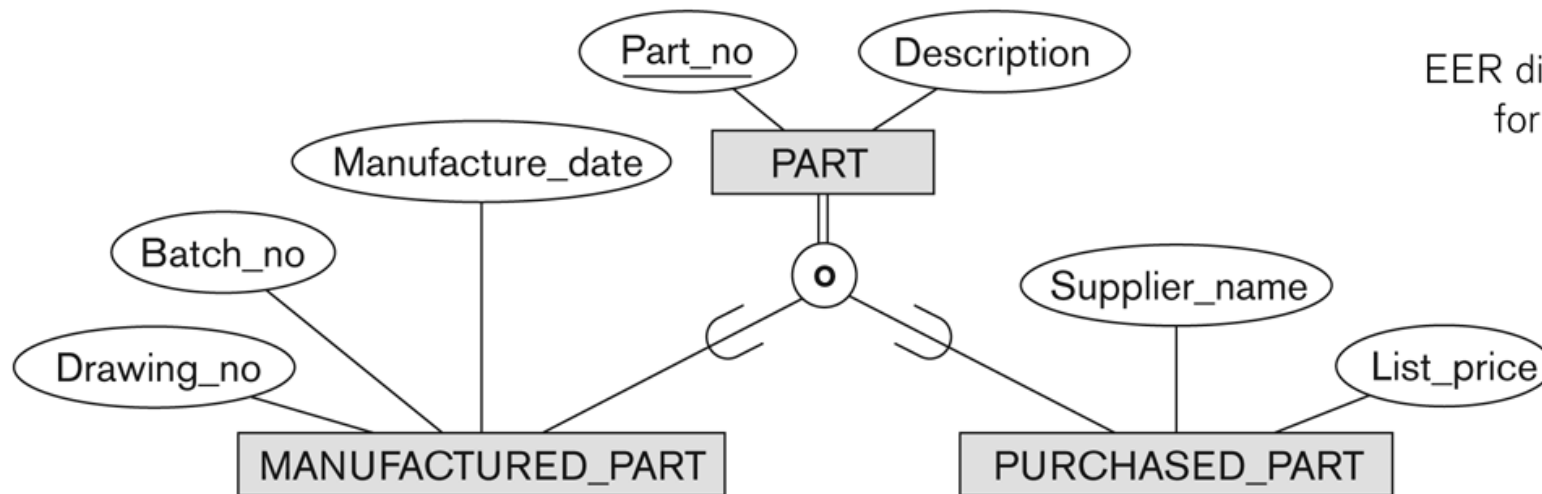 Part_no
Description
EER di
for
Manufacture_date
PART
Batch_no
o
Supplier_name
Drawing_no
List_price
MANUFACTURED_PART
PURCHASED_PART